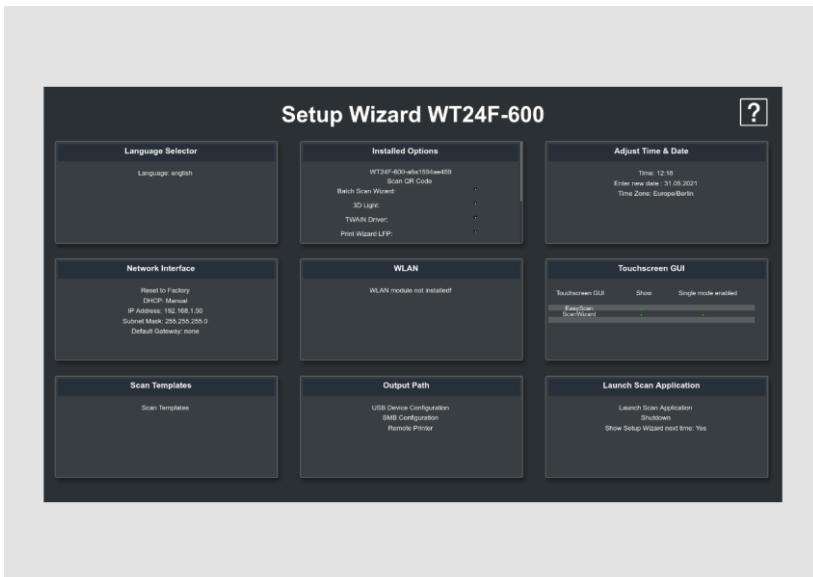 Setup Wizard WT24F-600
?
Language Selector
Language: english
Installed Options
WT24F-600-a6a1594ae459
Scan QR Code
Batch Scan Wizard:
3D Light:
TWAIN Driver:
Print Wizard LFP:
Adjust Time & Date
Time: 12:16
Enter new date : 31.05.2021
Time Zone: Europe/Berlin
Network Interface
Reset to Factory
DHCP: Manual
IP Address: 192.168.1.50
Subnet Mask: 255.255.255.0
Default Gateway: none
WLAN
WLAN module not installed!
Touchscreen GUI
Touchscreen GUI Show Single mode enabled
EasyScan
ScanWizard
Scan Templates
Scan Templates
Output Path
USB Device Configuration
SMB Configuration
Remote Printer
Launch Scan Application
Launch Scan Application
Shutdown
Show Setup Wizard next time: Yes